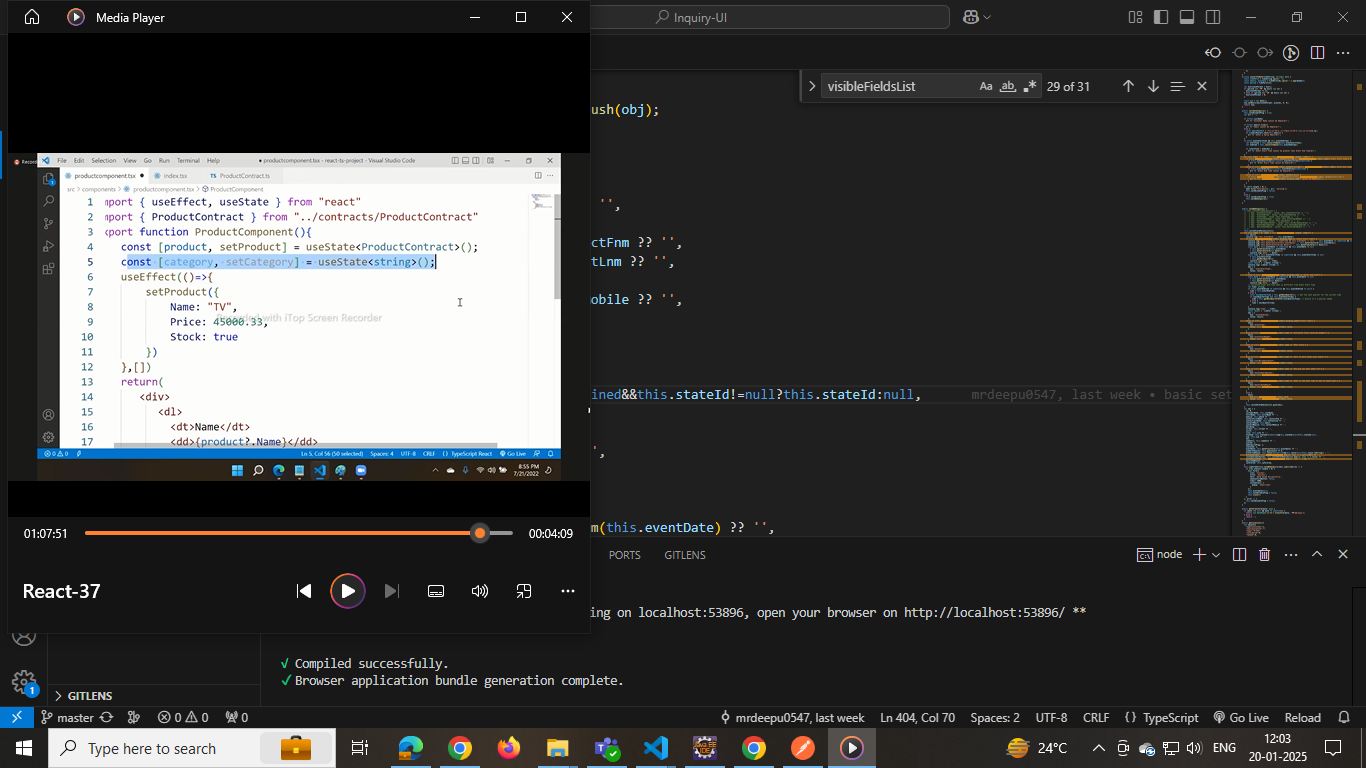 Media Player
Inquiry-UI
visibleFieldsList
Aa
ab
29 of 31
File Edit Selection View Go Run Terminal Help
productcomponent.tsx - react-ts-project - Visual Studio Code
productcomponent.tsx
index.tsx
TS ProductContract.ts
src > components > productcomponent.tsx > ProductComponent
1 mport { useEffect, useState } from "react"
2 mport { ProductContract } from "../contracts/ProductContract"
3 xport function ProductComponent(){
4 const [product, setProduct] = useState<ProductContract>();
5 const [category, setCategory] = useState<string>();
6 useEffect(()=>{
7 setProduct({
8 Name: "TV",
9 Price: 45000.33,
10 Stock: true
11 })
12 },[])
13 return(
14 <div>
15 <dl>
16 <dt>Name</dt>
17 <dd>{product?.Name}</dd>
Recorded with iTop Screen Recorder
Ln 5, Col 56 (50 selected) Spaces: 4 UTF-8 CRLF {} TypeScript React Go Live
8:55 PM
7/21/2022
ush(obj);
'',
ctFnm ?? '',
tLnm ?? '',
obile ?? '',
ined&&this.stateId!=null?this.stateId:null,
mrdeepu0547, last week • basic set
',
m(this.eventDate) ?? '',
01:07:51
00:04:09
React-37
PORTS
GITLENS
node
ing on localhost:53896, open your browser on http://localhost:53896/ **
√ Compiled successfully.
√ Browser application bundle generation complete.
GITLENS
1
master
0 0
0
mrdeepu0547, last week
Ln 404, Col 70
Spaces: 2
UTF-8
CRLF
{} TypeScript
Go Live
Reload
Type here to search
24°C
ENG
12:03
20-01-2025